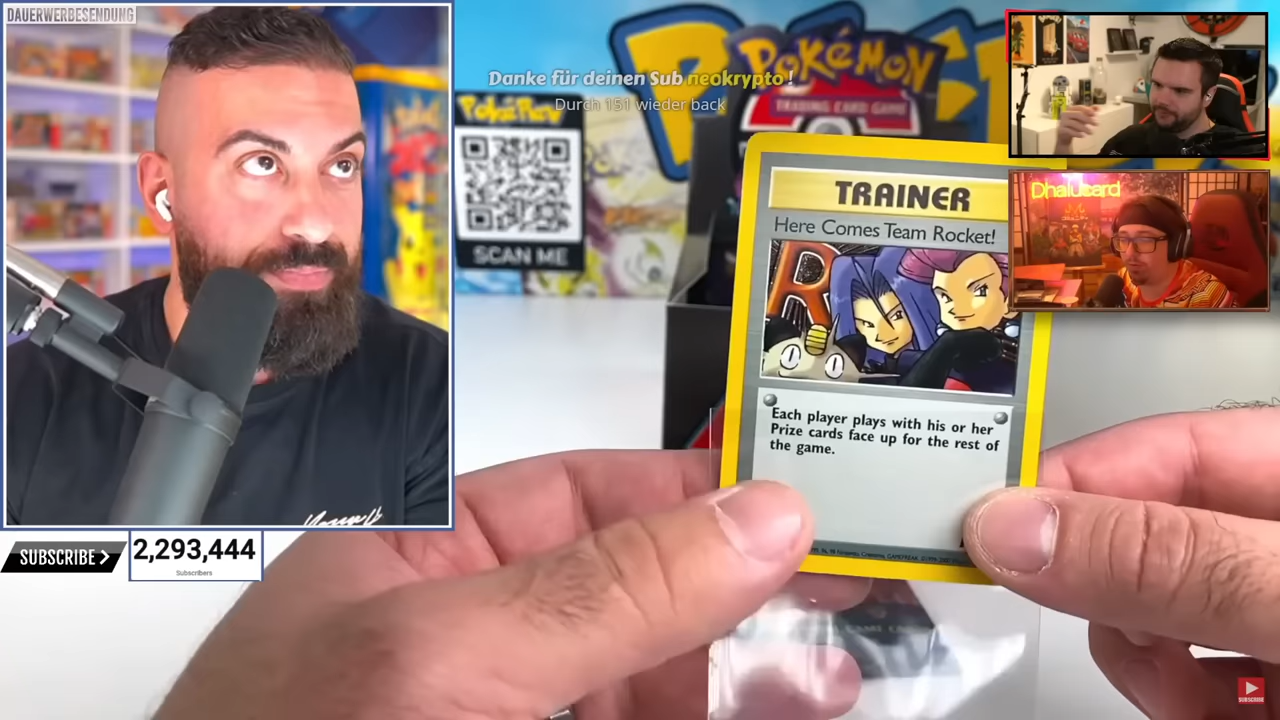 DAUERWERBESENDUNG
Danke für deinen Sub neokrypto !
Durch 151 wieder back
POKéMON
TRADING CARD GAME
SCAN ME
Dhalucard
TRAINER
Here Comes Team Rocket!
R
Each player plays with his or her
Prize cards face up for the rest of
the game.
SUBSCRIBE
2,293,444
Subscribers
SUBSCRIBE